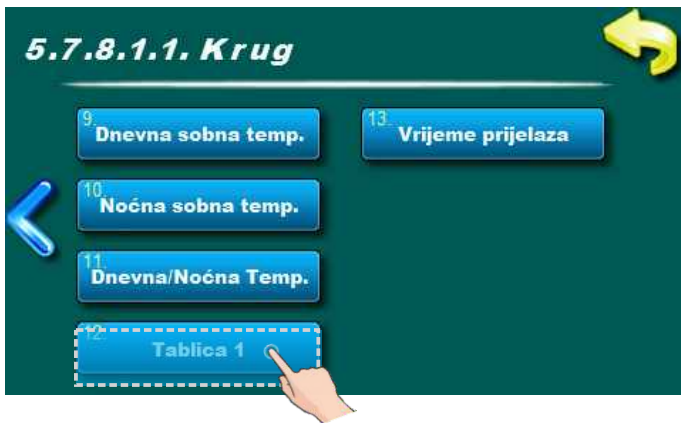 5.7.8.1.1. Krug
9.
Dnevna sobna temp.
10.
Noćna sobna temp.
11.
Dnevna/Noćna Temp.
12.
Tablica 1
13.
Vrijeme prijelaza